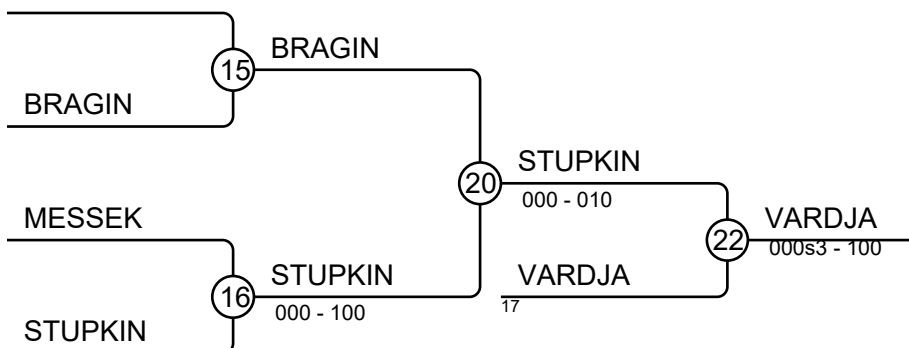 BRAGIN
15
BRAGIN
STUPKIN
20
000 - 010
MESSEK
VARDJA
22
000s3 - 100
STUPKIN
VARDJA
16
000 - 100
17
STUPKIN